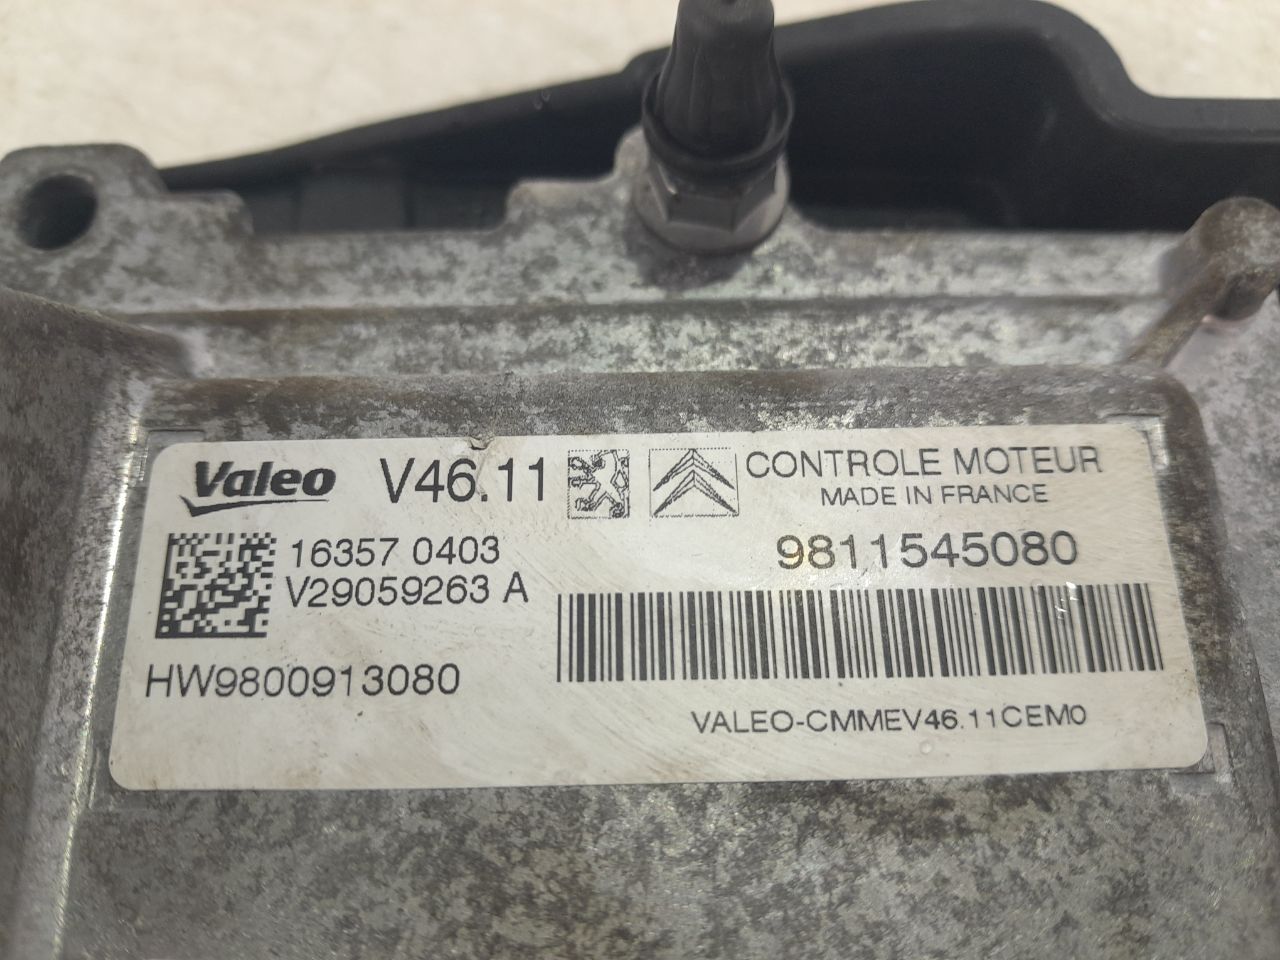 Valeo V46.11 CONTROLE MOTEUR
MADE IN FRANCE
16357 0403
9811545080
V29059263 A
HW9800913080
VALEO-CMMEV46.11CEM0